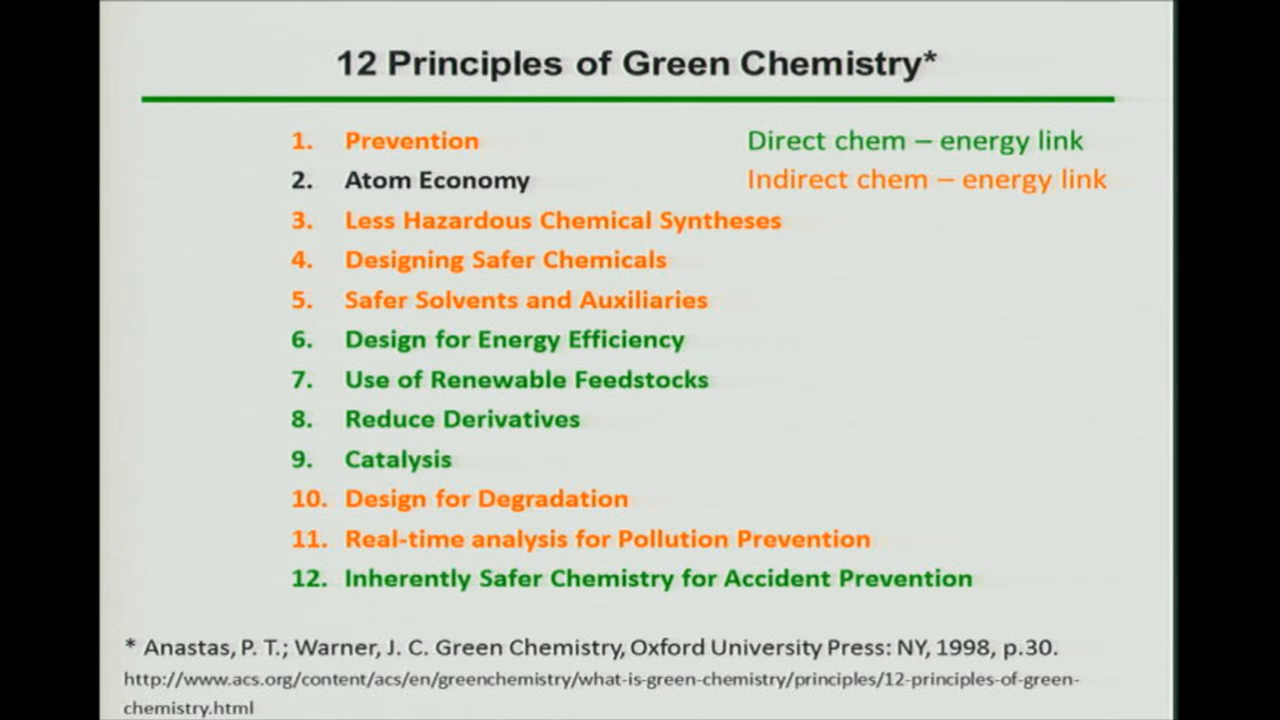 12 Principles of Green Chemistry*
1. Prevention
Direct chem – energy link
2. Atom Economy
Indirect chem – energy link
3. Less Hazardous Chemical Syntheses
4. Designing Safer Chemicals
5. Safer Solvents and Auxiliaries
6. Design for Energy Efficiency
7. Use of Renewable Feedstocks
8. Reduce Derivatives
9. Catalysis
10. Design for Degradation
11. Real-time analysis for Pollution Prevention
12. Inherently Safer Chemistry for Accident Prevention
* Anastas, P. T.; Warner, J. C. Green Chemistry, Oxford University Press: NY, 1998, p.30.
http://www.acs.org/content/acs/en/greenchemistry/what-is-green-chemistry/principles/12-principles-of-green-
chemistry.html